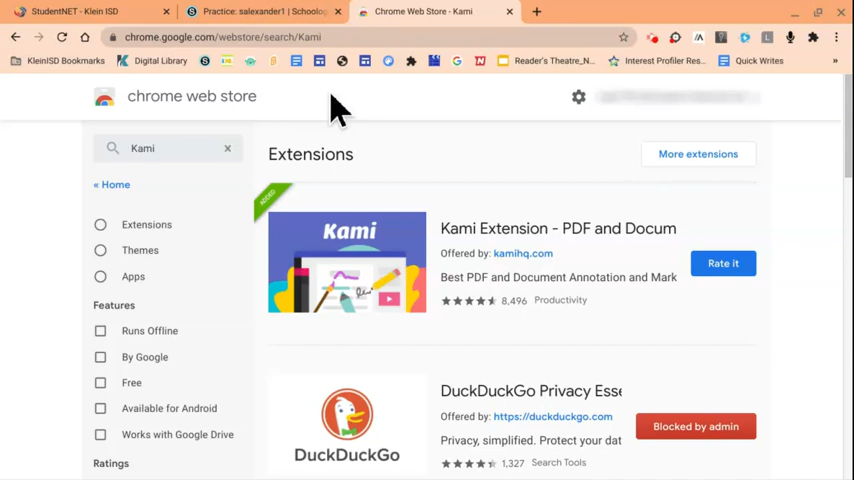 StudentNET - Klein ISD
Practice: salexander1 | Schoolog
Chrome Web Store - Kami
chrome.google.com/webstore/search/Kami
KleinISD Bookmarks
Digital Library
Reader's Theatre_N...
Interest Profiler Res...
Quick Writes
chrome web store
Kami
« Home
Extensions
Themes
Apps
Features
Runs Offline
By Google
Free
Available for Android
Works with Google Drive
Ratings
Extensions
More extensions
ADDED
Kami
Kami Extension - PDF and Docum
Offered by: kamihq.com
Best PDF and Document Annotation and Mark
8,496 Productivity
Rate it
DuckDuckGo
DuckDuckGo Privacy Esse
Offered by: https://duckduckgo.com
Privacy, simplified. Protect your dat
1,327 Search Tools
Blocked by admin